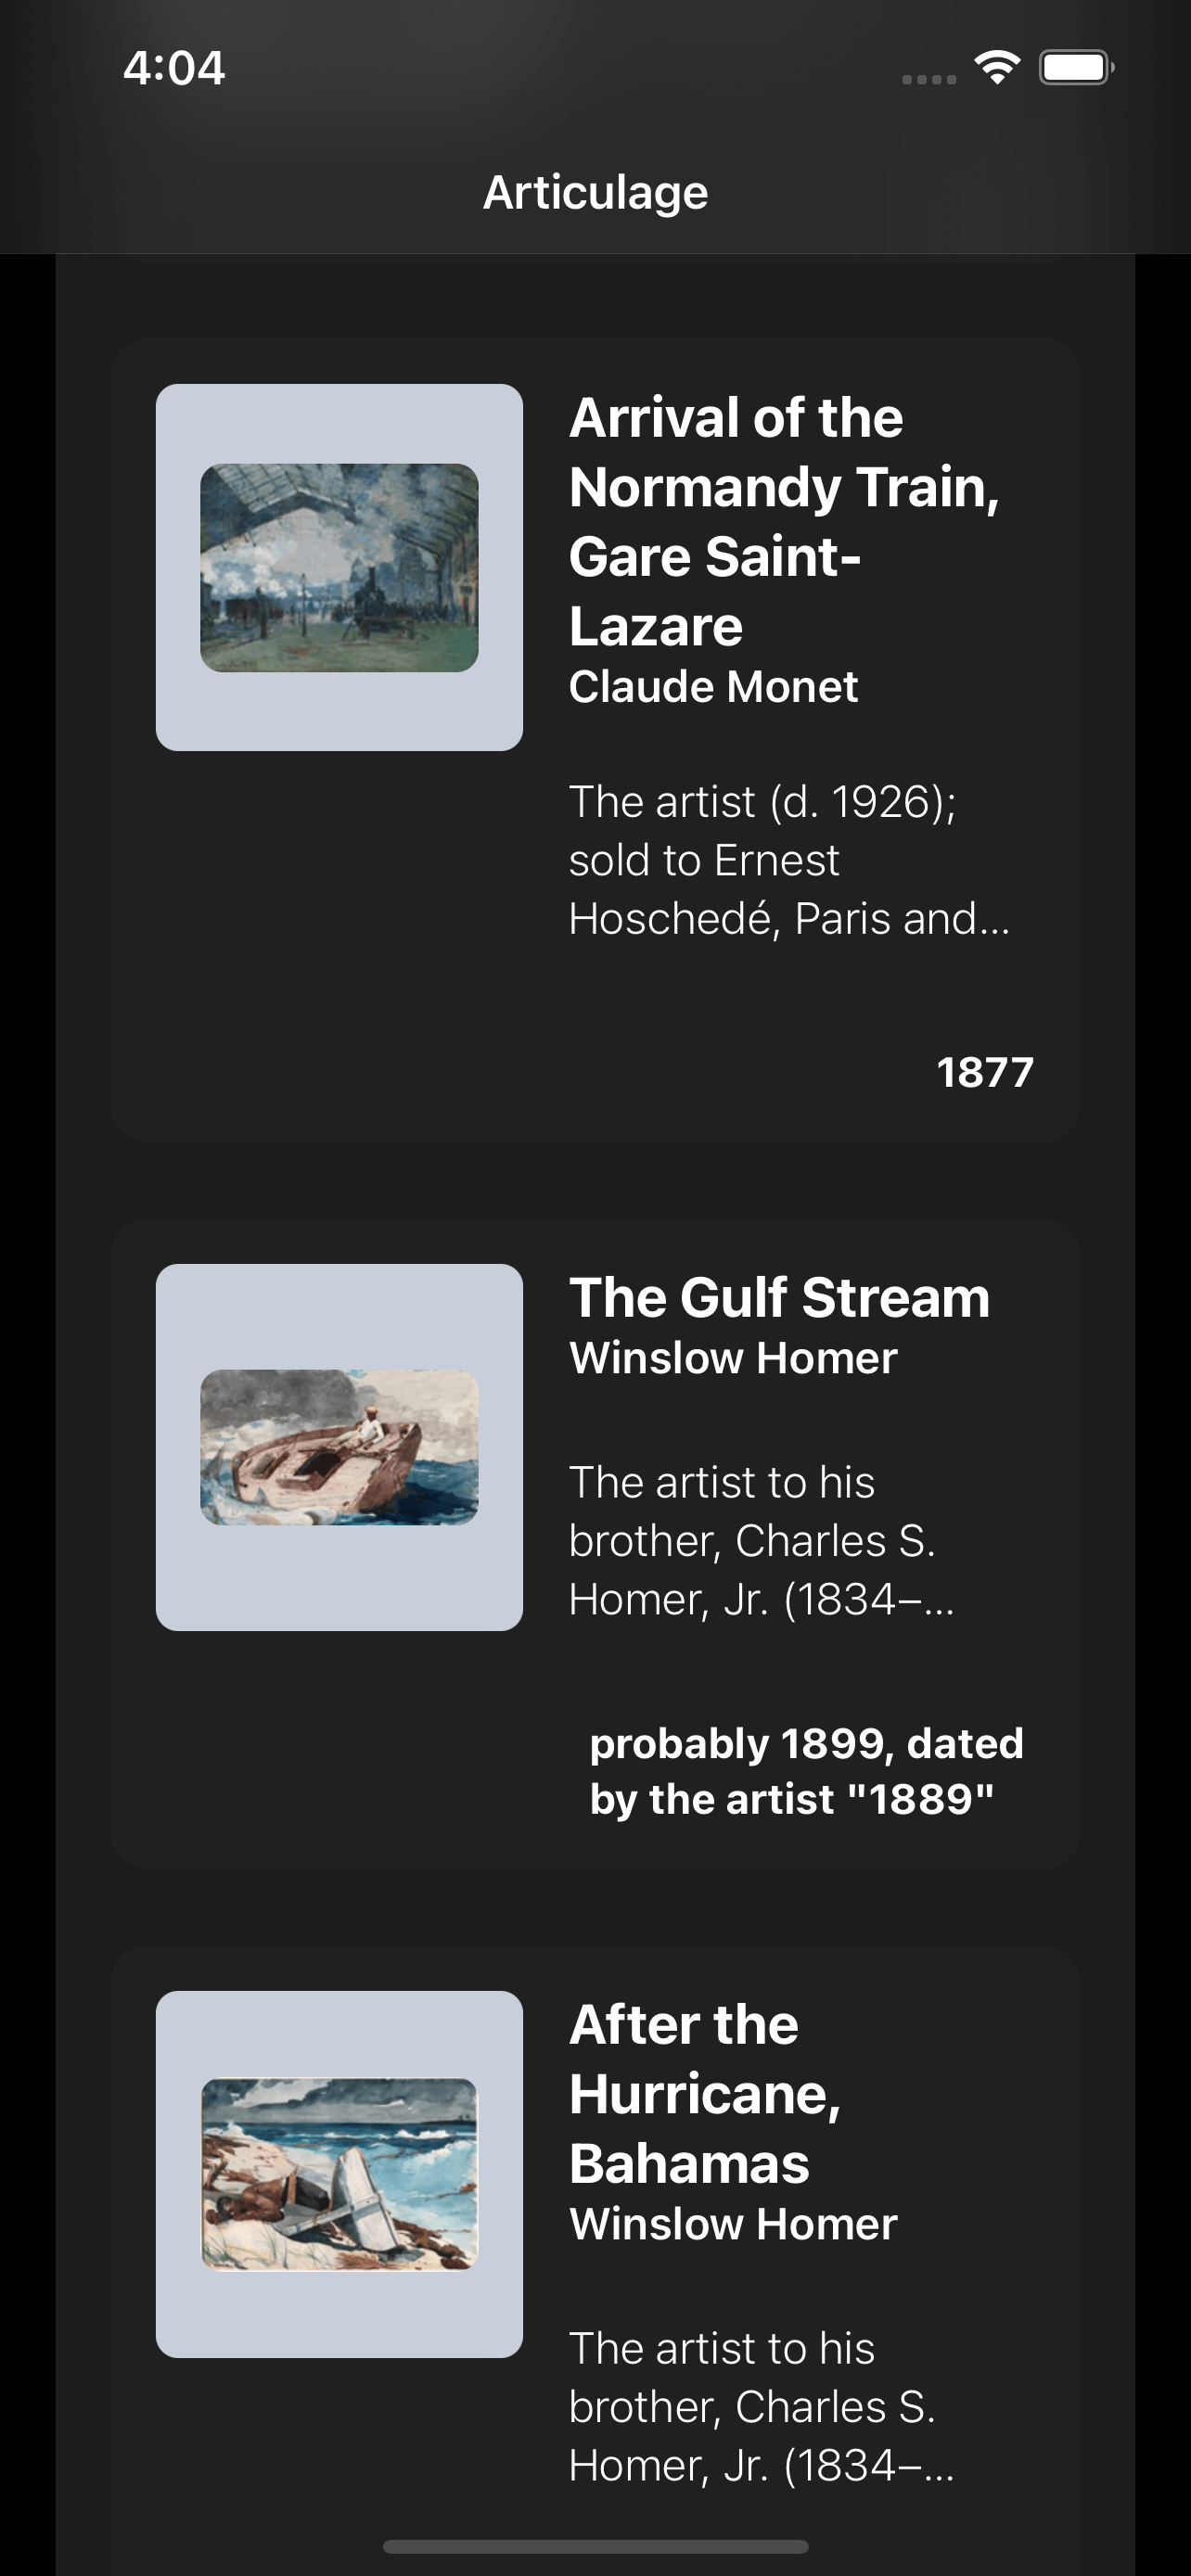 4:04
Articulage
Arrival of the
Normandy Train,
Gare Saint-
Lazare
Claude Monet
The artist (d. 1926);
sold to Ernest
Hoschedé, Paris and...
1877
The Gulf Stream
Winslow Homer
The artist to his
brother, Charles S.
Homer, Jr. (1834–...
probably 1899, dated
by the artist "1889"
After the
Hurricane,
Bahamas
Winslow Homer
The artist to his
brother, Charles S.
Homer, Jr. (1834–...